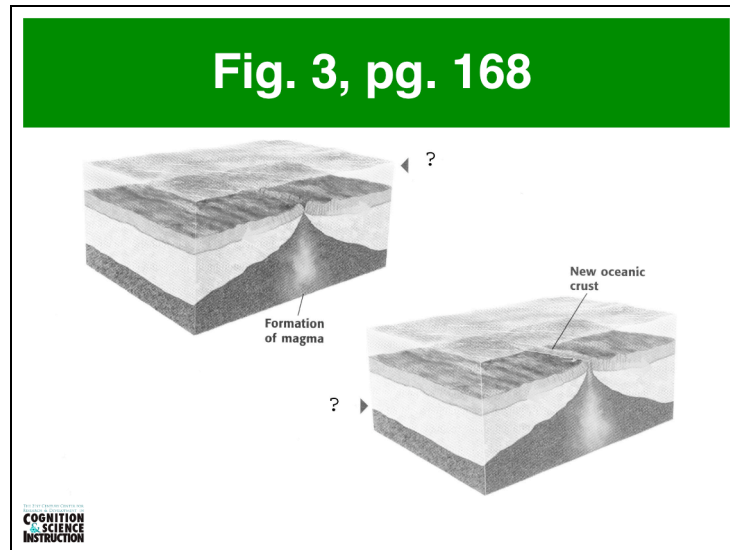 Fig. 3, pg. 168
?
New oceanic
crust
Formation
of magma
?
COGNITION
& SCIENCE
INSTRUCTION